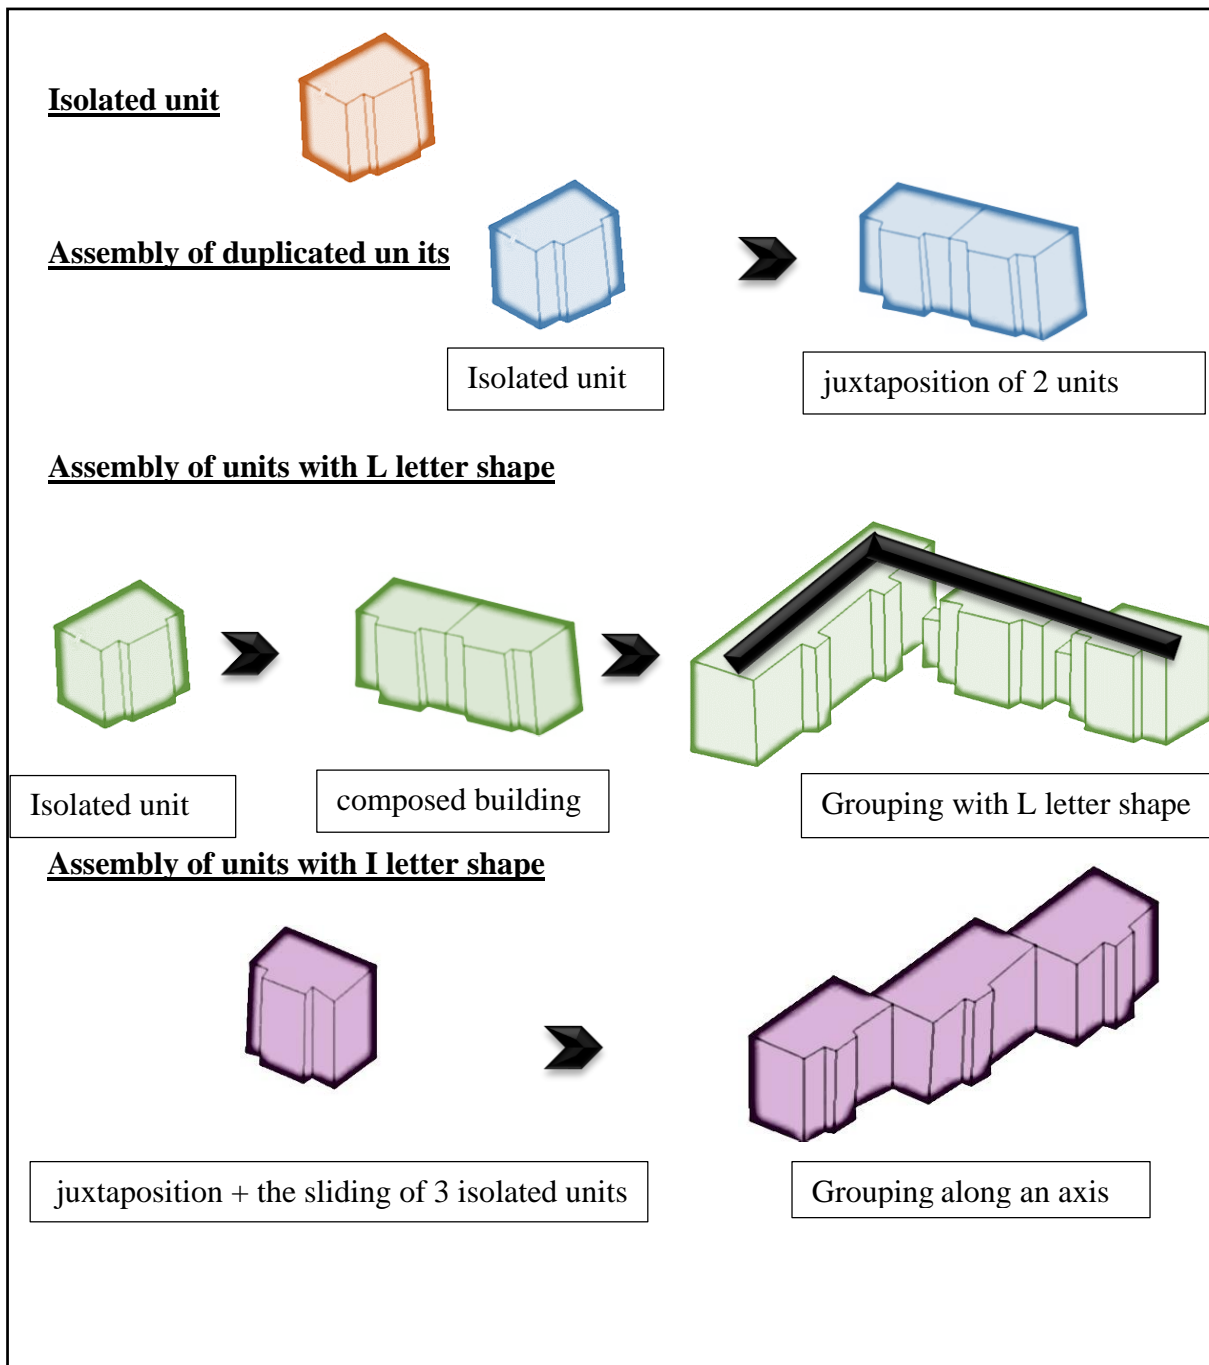 Isolated unit
Assembly of duplicated un its
Isolated unit
juxtaposition of 2 units
Assembly of units with L letter shape
Isolated unit
composed building
Grouping with L letter shape
Assembly of units with I letter shape
juxtaposition + the sliding of 3 isolated units
Grouping along an axis